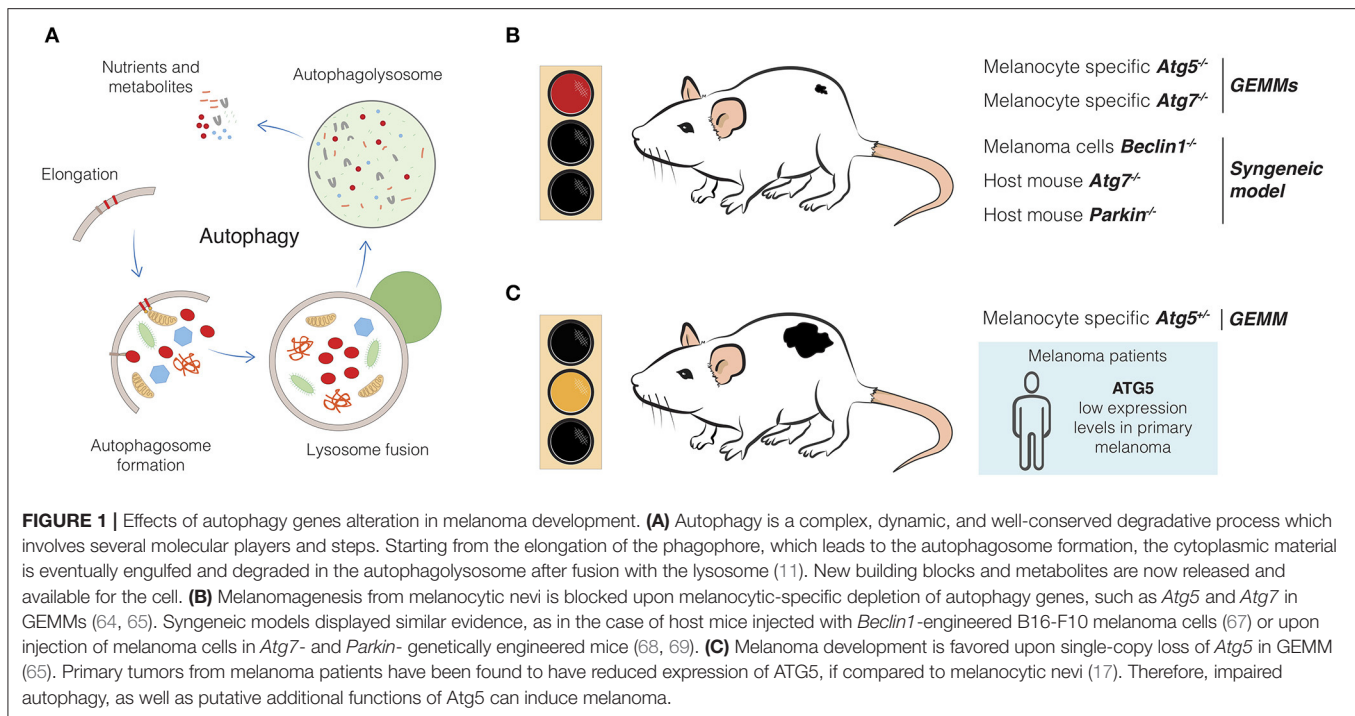 A
Nutrients and
metabolites
Autophagolysosome
Elongation
Autophagy
Autophagosome
formation
Lysosome fusion
B
Melanocyte specific Atg5-/-
Melanocyte specific Atg7-/-
GEMMs
Melanoma cells Beclin1-/-
Host mouse Atg7-/-
Host mouse Parkin-/-
Syngeneic
model
C
Melanocyte specific Atg5+/-
GEMM
Melanoma patients
ATG5
low expression
levels in primary
melanoma
FIGURE 1 | Effects of autophagy genes alteration in melanoma development. (A) Autophagy is a complex, dynamic, and well-conserved degradative process which
involves several molecular players and steps. Starting from the elongation of the phagophore, which leads to the autophagosome formation, the cytoplasmic material
is eventually engulfed and degraded in the autophagolysosome after fusion with the lysosome (11). New building blocks and metabolites are now released and
available for the cell. (B) Melanomagenesis from melanocytic nevi is blocked upon melanocytic-specific depletion of autophagy genes, such as Atg5 and Atg7 in
GEMMs (64, 65). Syngeneic models displayed similar evidence, as in the case of host mice injected with Beclin1-engineered B16-F10 melanoma cells (67) or upon
injection of melanoma cells in Atg7- and Parkin- genetically engineered mice (68, 69). (C) Melanoma development is favored upon single-copy loss of Atg5 in GEMM
(65). Primary tumors from melanoma patients have been found to have reduced expression of ATG5, if compared to melanocytic nevi (17). Therefore, impaired
autophagy, as well as putative additional functions of Atg5 can induce melanoma.